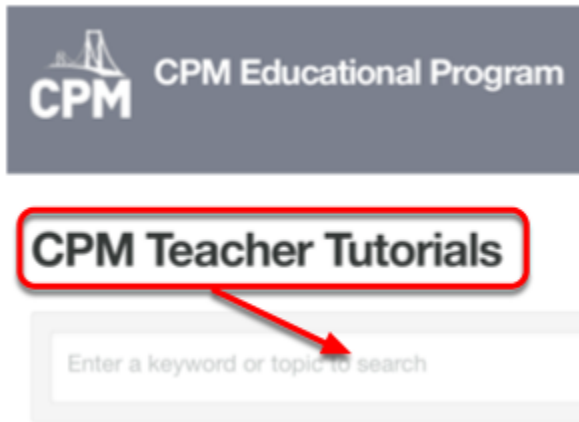 CPM
CPM Educational Program
CPM Teacher Tutorials
Enter a keyword or topic to search